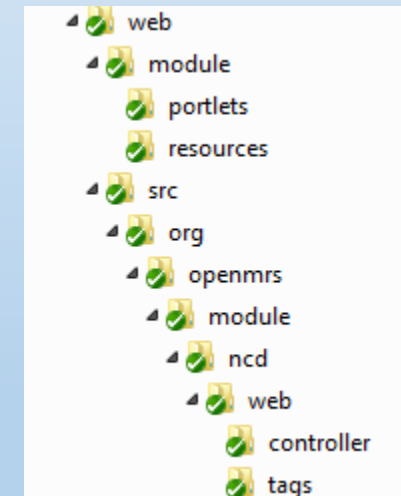 web
module
portlets
resources
src
org
openmrs
module
ncd
web
controller
tags